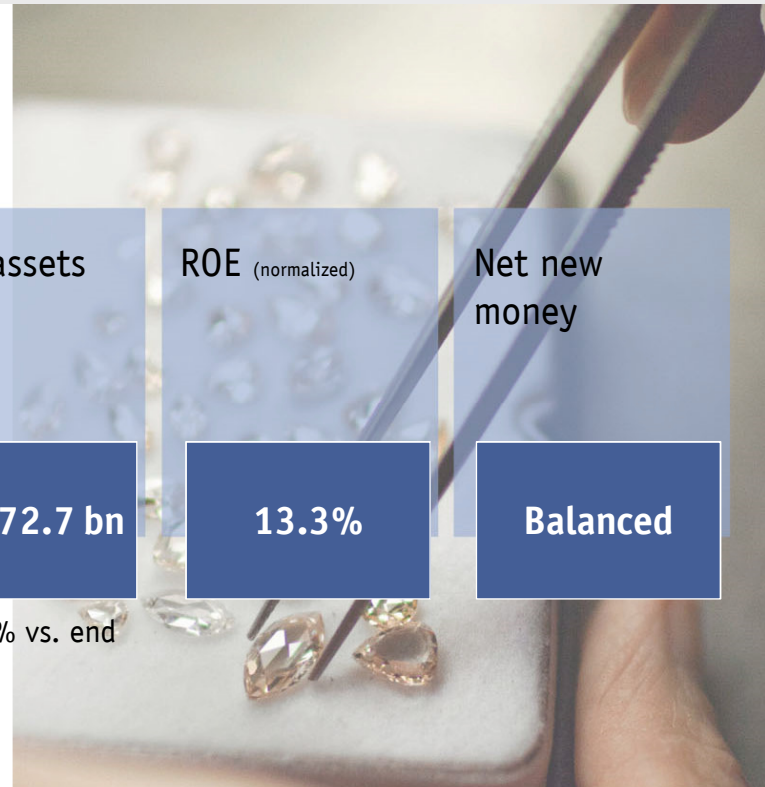 assets
72.7 bn
% vs. end
ROE (normalized)
13.3%
Net new
money
Balanced